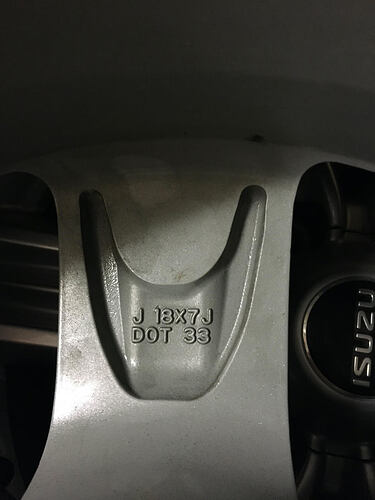 J 18X7J
DOT 33
ISUZU